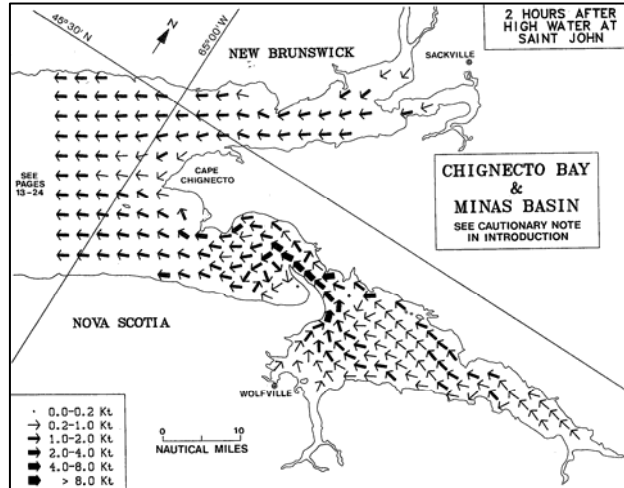 2 HOURS AFTER
HIGH WATER AT
SAINT JOHN
45°30' N
65°00' W
Z
NEW BRUNSWICK
SACKVILLE
SEE
PAGES
13-24
CAPE
CHIGNECTO
CHIGNECTO BAY
&
MINAS BASIN
SEE CAUTIONARY NOTE
IN INTRODUCTION
NOVA SCOTIA
WOLFVILLE
0.0-0.2 Kt
0.2-1.0 Kt
1.0-2.0 Kt
2.0-4.0 Kt
4.0-8.0 Kt
> 8.0 Kt
0 10
NAUTICAL MILES